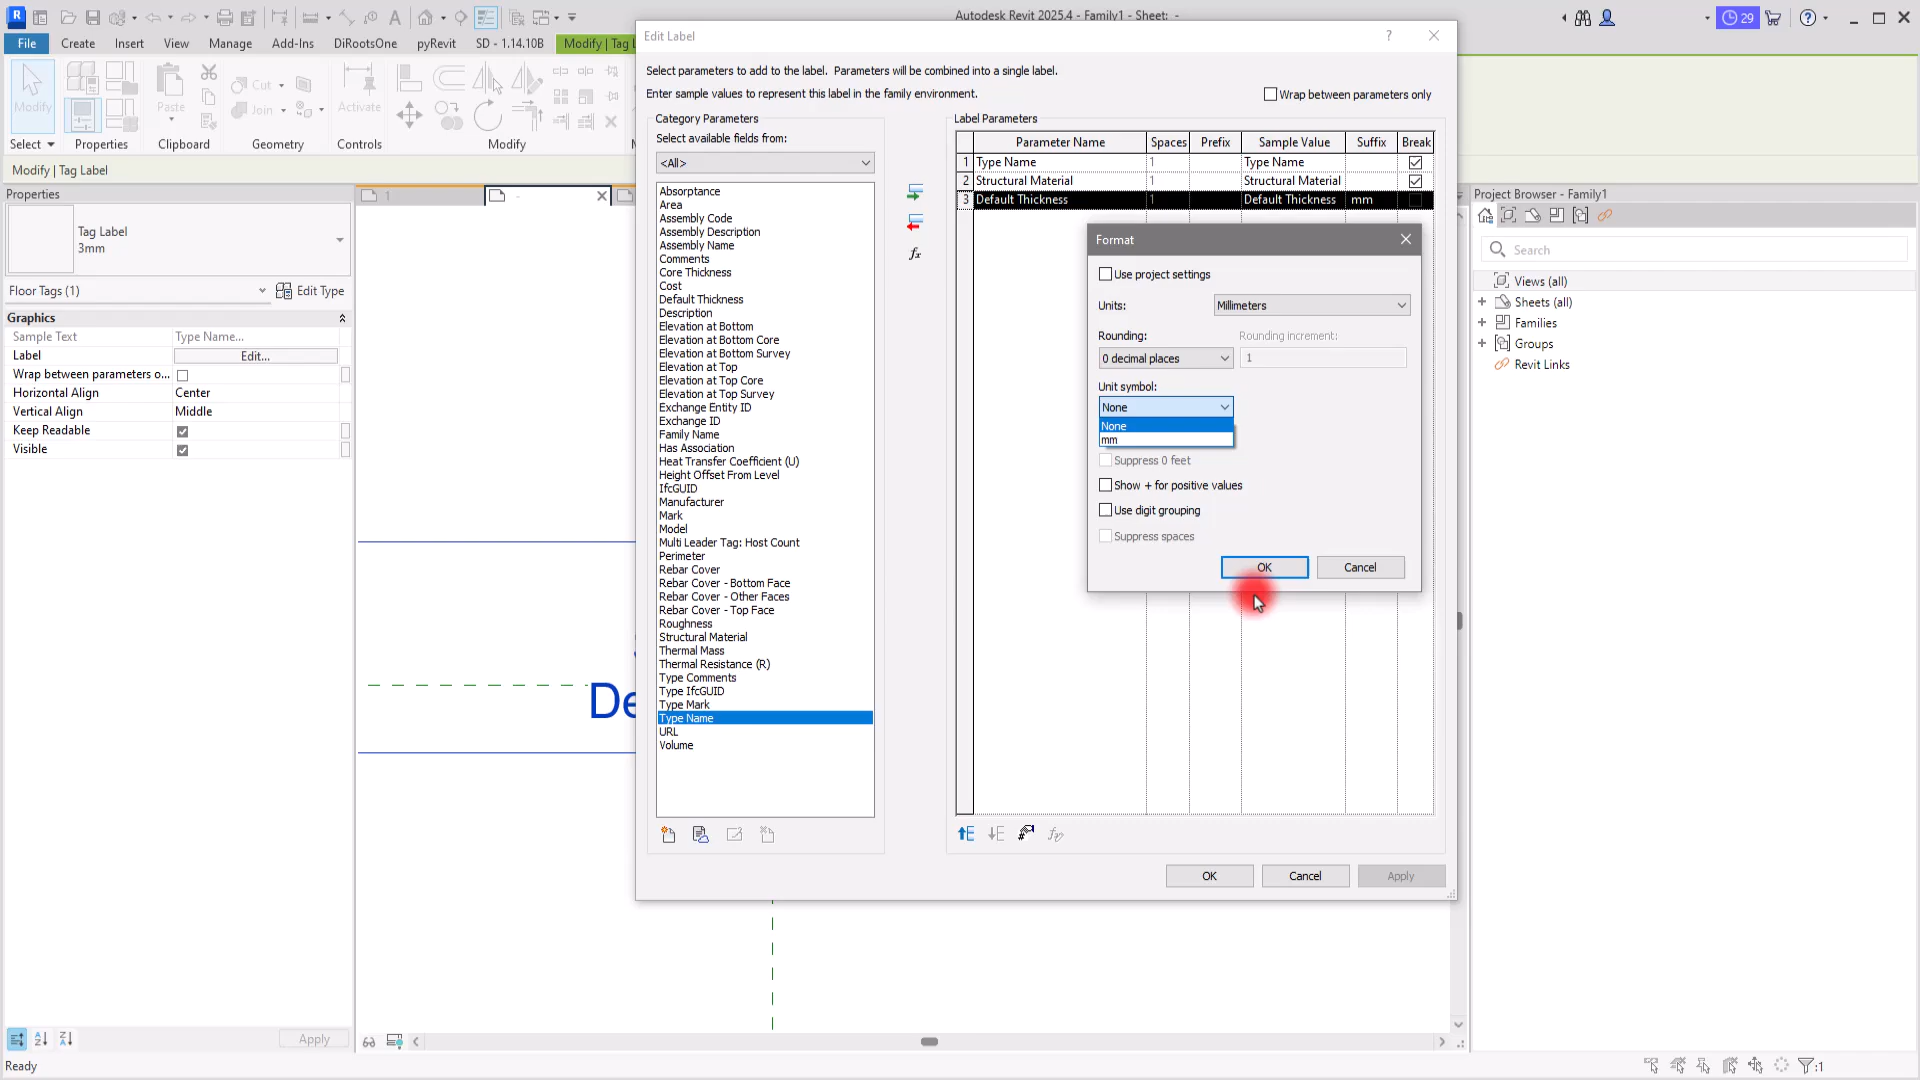 Autodesk Revit 2025.4 - Family1 - Sheet: -
29
File Create Insert View Manage Add-Ins DiRootsOne pyRevit SD - 1.14.10B Modify | Tag L
Modify
Paste
Cut
Join
Activate
Select Properties Clipboard Geometry Controls Modify
Modify | Tag Label
Properties
Tag Label
3mm
Floor Tags (1)
Edit Type
Graphics
Sample Text Type Name...
Label Edit...
Wrap between parameters o...
Horizontal Align Center
Vertical Align Middle
Keep Readable
Visible
Apply
Ready
1
-
De
Edit Label
Select parameters to add to the label. Parameters will be combined into a single label.
Enter sample values to represent this label in the family environment.
Wrap between parameters only
Category Parameters
Select available fields from:
<All>
Absorptance
Area
Assembly Code
Assembly Description
Assembly Name
Comments
Core Thickness
Cost
Default Thickness
Description
Elevation at Bottom
Elevation at Bottom Core
Elevation at Bottom Survey
Elevation at Top
Elevation at Top Core
Elevation at Top Survey
Exchange Entity ID
Exchange ID
Family Name
Has Association
Heat Transfer Coefficient (U)
Height Offset From Level
IfcGUID
Manufacturer
Mark
Model
Multi Leader Tag: Host Count
Perimeter
Rebar Cover
Rebar Cover - Bottom Face
Rebar Cover - Other Faces
Rebar Cover - Top Face
Roughness
Structural Material
Thermal Mass
Thermal Resistance (R)
Type Comments
Type IfcGUID
Type Mark
Type Name
URL
Volume
Label Parameters
Parameter Name Spaces Prefix Sample Value Suffix Break
1 Type Name 1 Type Name
2 Structural Material 1 Structural Material
3 Default Thickness 1 Default Thickness mm
Format
Use project settings
Units: Millimeters
Rounding: Rounding increment:
0 decimal places 1
Unit symbol:
None
None
mm
Suppress 0 feet
Show + for positive values
Use digit grouping
Suppress spaces
OK Cancel
OK Cancel Apply
Project Browser - Family1
Search
Views (all)
Sheets (all)
Families
Groups
Revit Links
:1